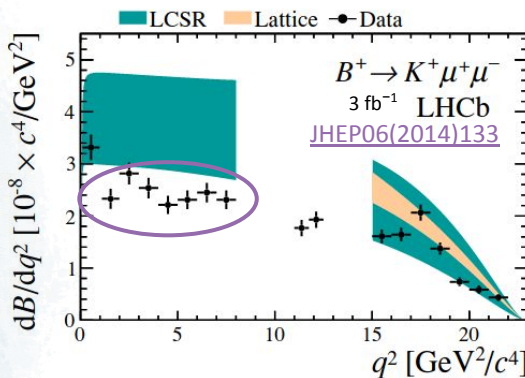 LCSR Lattice Data
dB/dq² [10⁻⁸ × c⁴/GeV²]
5
4
3
2
1
0
B⁺→ K⁺μ⁺μ⁻
3 fb⁻¹ LHCb
JHEP06(2014)133
0 5 10 15 20
q² [GeV²/c⁴]